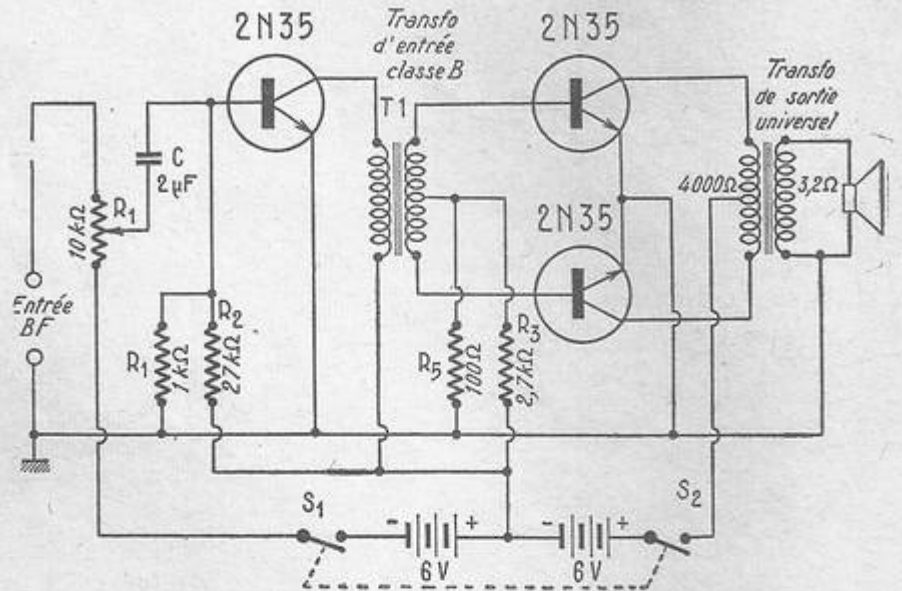 2N35
Transfo
d'entrée
classe B
2N35
Transfo
de sortie
universel
T1
C
2µF
R1
10kΩ
4000Ω
3,2Ω
2N35
Entrée
BF
R1
1kΩ
R2
27kΩ
R5
100Ω
R3
2,7kΩ
S1
S2
- +
6V
- +
6V